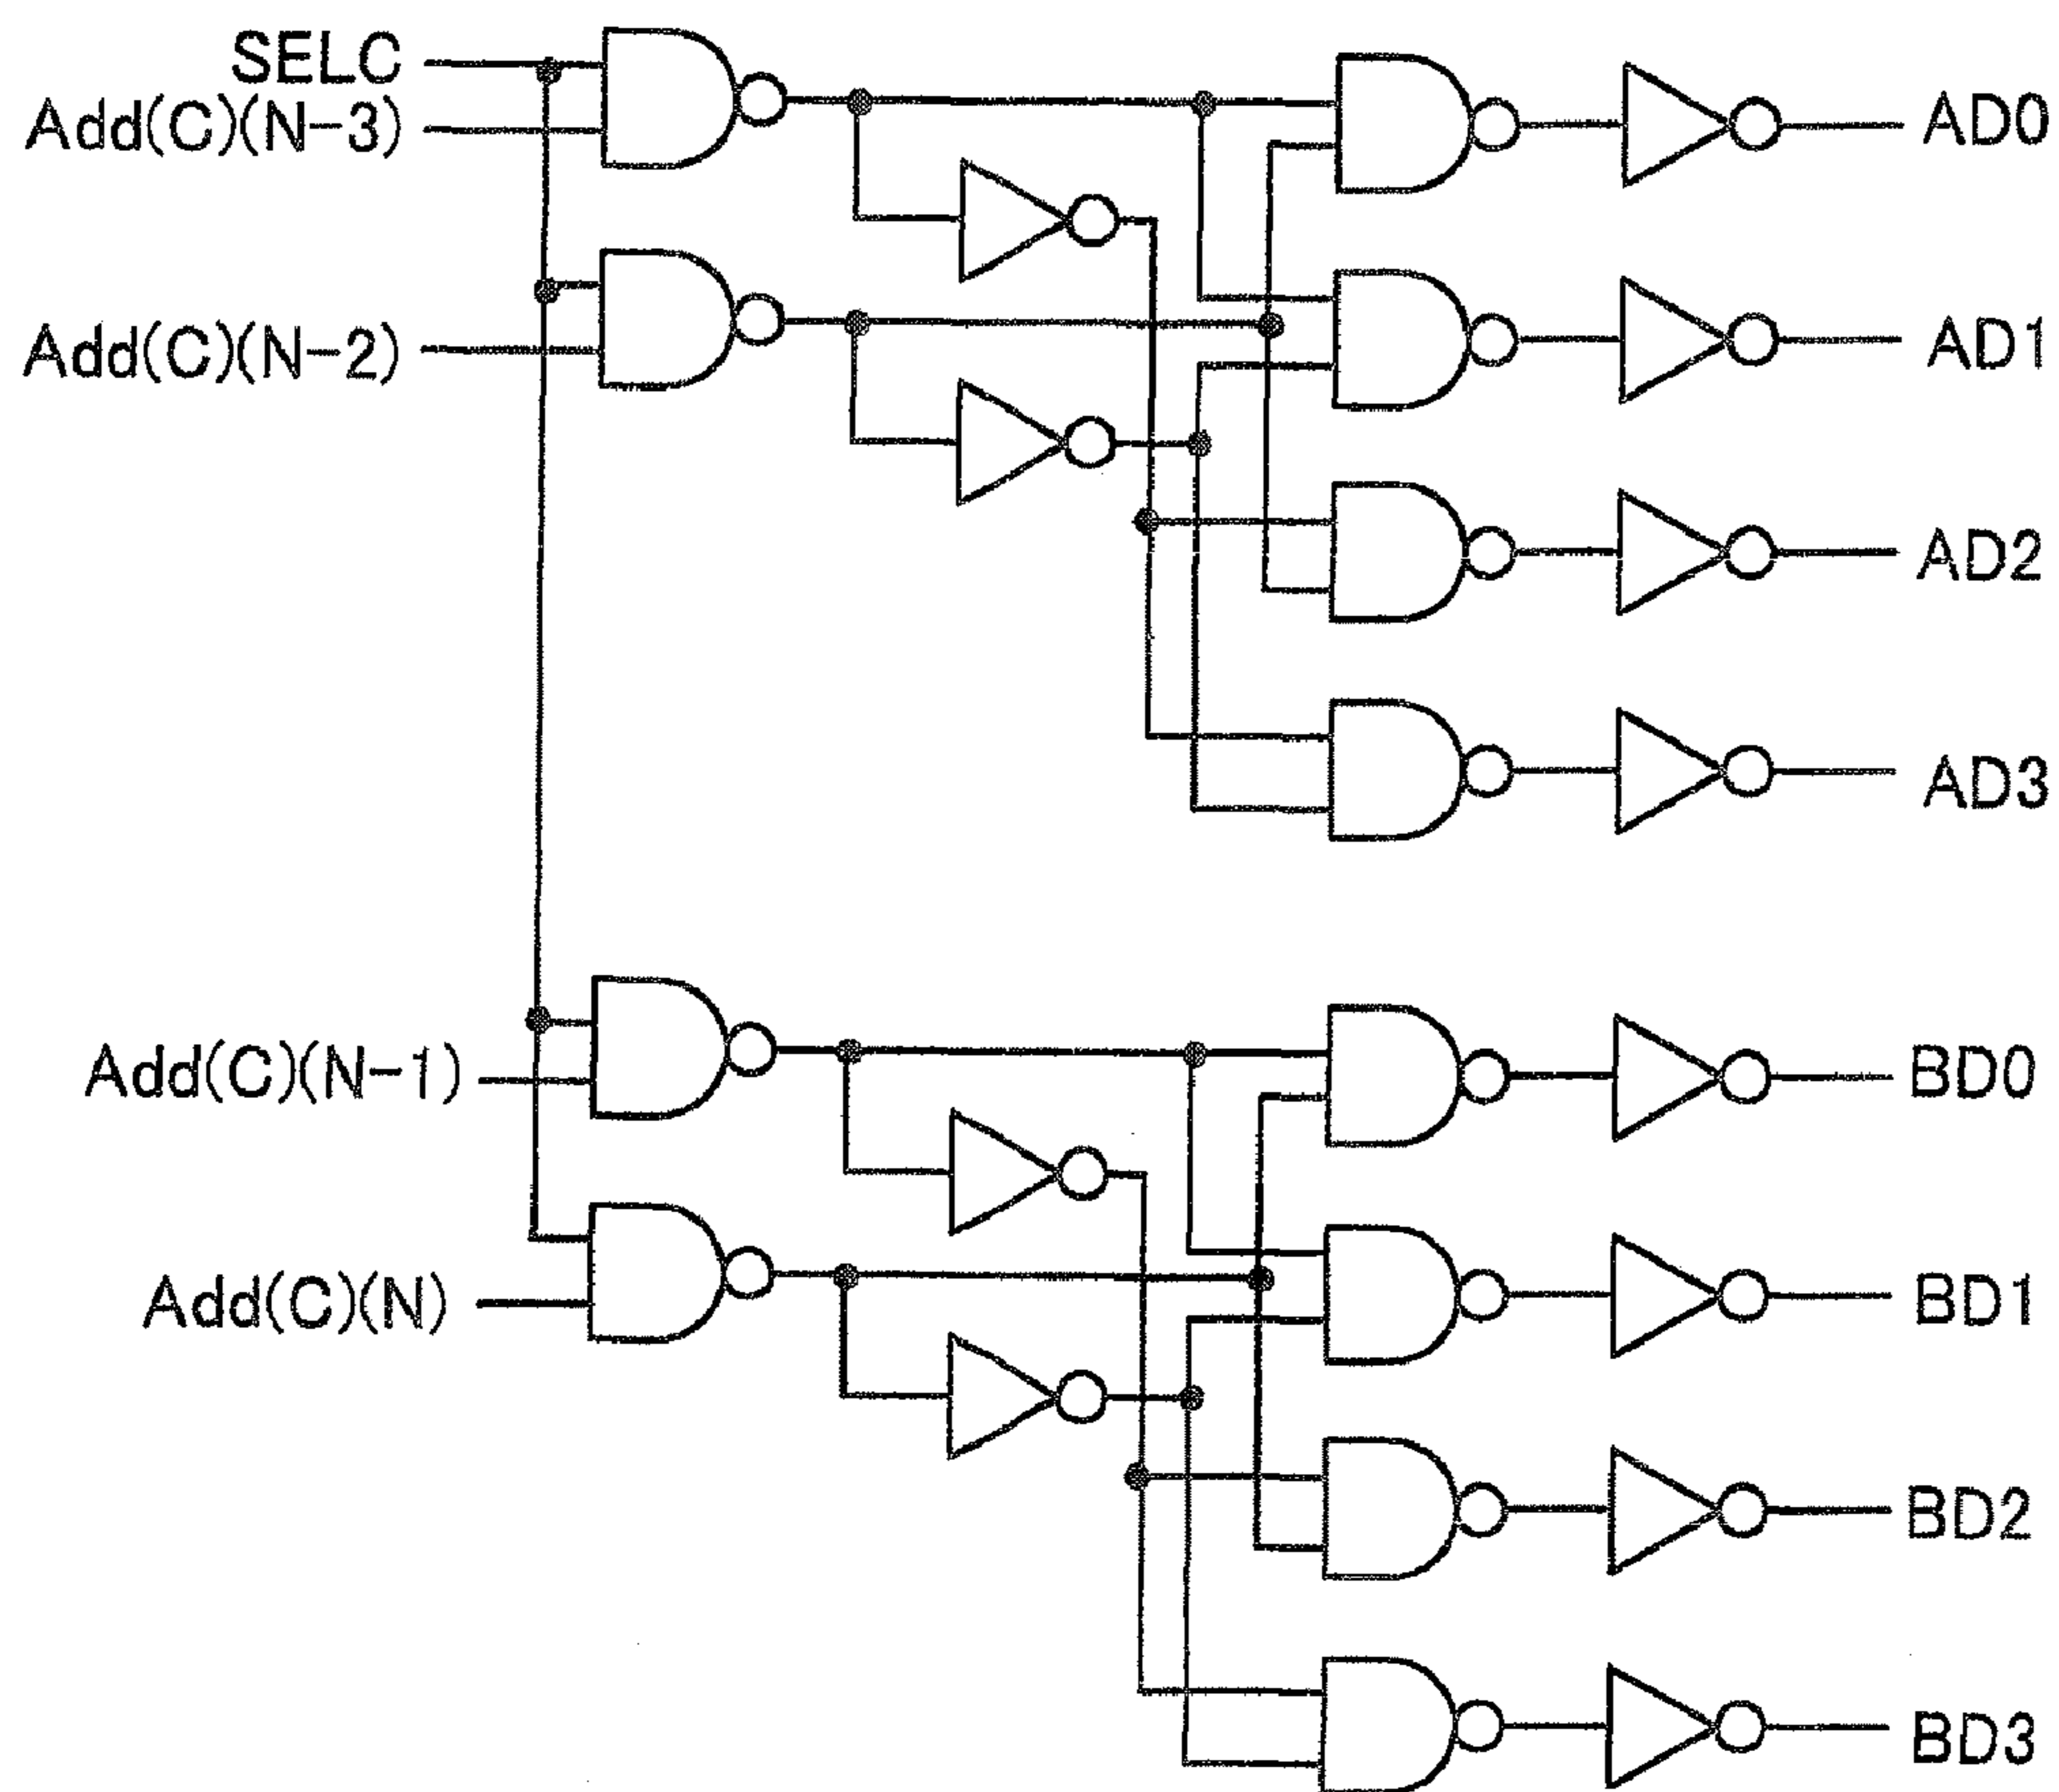 SELC
Add(C)(N-3)
Add(C)(N-2)
Add(C)(N-1)
Add(C)(N)
AD0
AD1
AD2
AD3
BD0
BD1
BD2
BD3